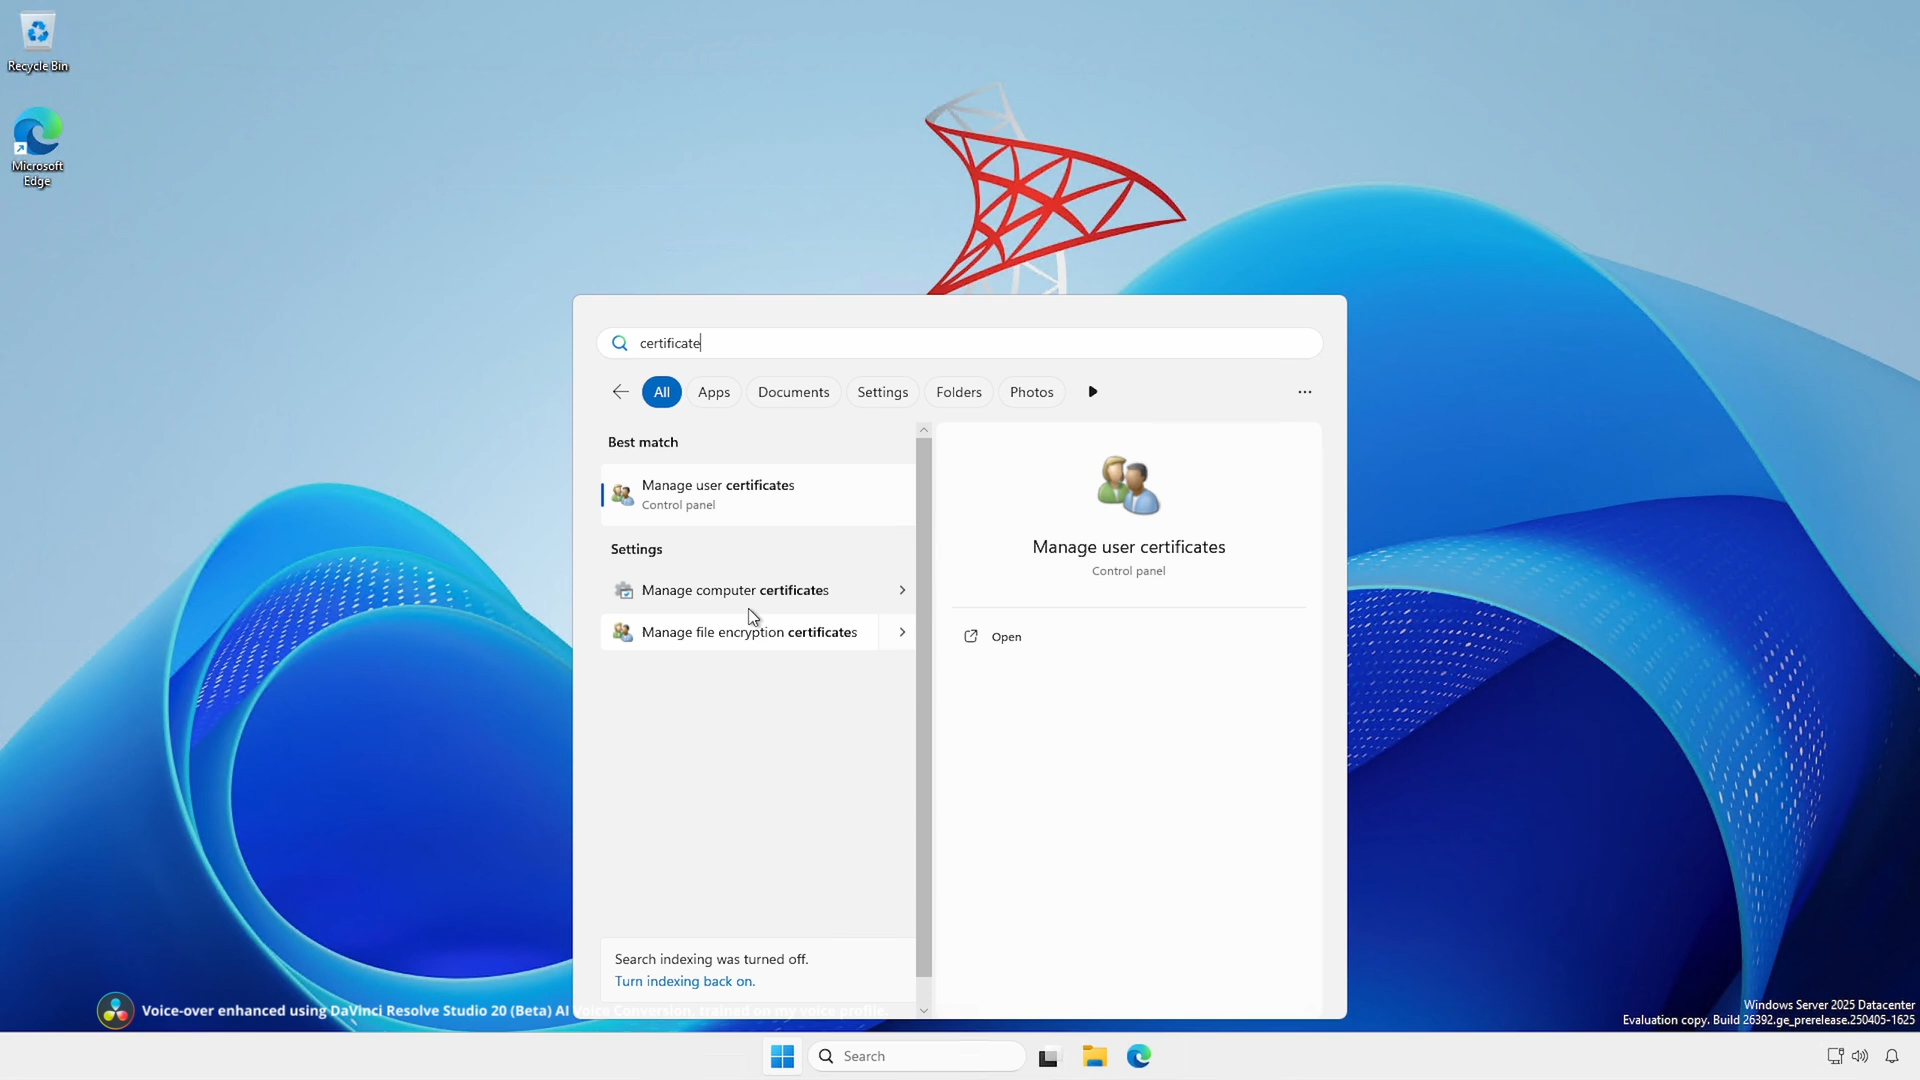 Recycle Bin
Microsoft
Edge
certificate
All
Apps
Documents
Settings
Folders
Photos
Best match
Manage user certificates
Control panel
Settings
Manage computer certificates
Manage file encryption certificates
Manage user certificates
Control panel
Open
Search indexing was turned off.
Turn indexing back on.
Voice-over enhanced using DaVinci Resolve Studio 20 (Beta) AI Voice Conversion, trained on my voice profile.
Windows Server 2025 Datacenter
Evaluation copy. Build 26392.ge_prerelease.250405-1625
Search